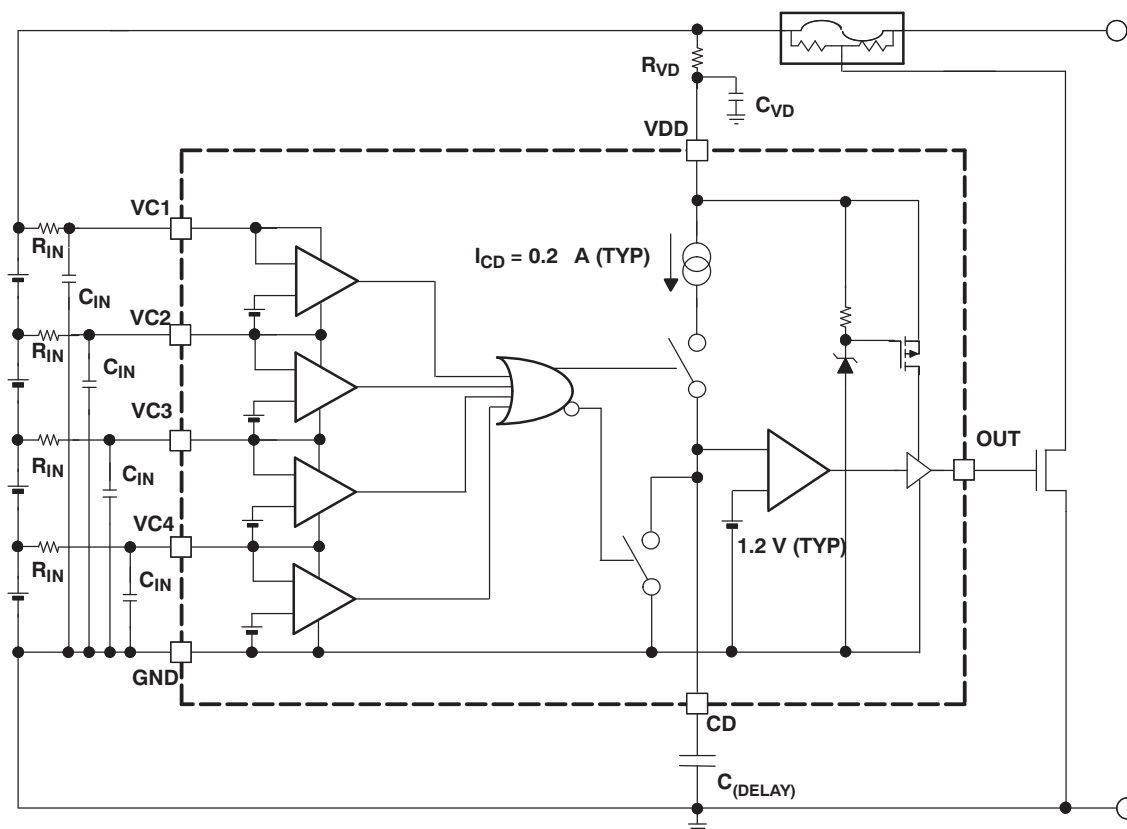 RVD
CVD
VDD
VC1
RIN
ICD = 0.2 A (TYP)
CIN
VC2
RIN
CIN
VC3
OUT
RIN
CIN
VC4
1.2 V (TYP)
RIN
CIN
GND
CD
C(DELAY)